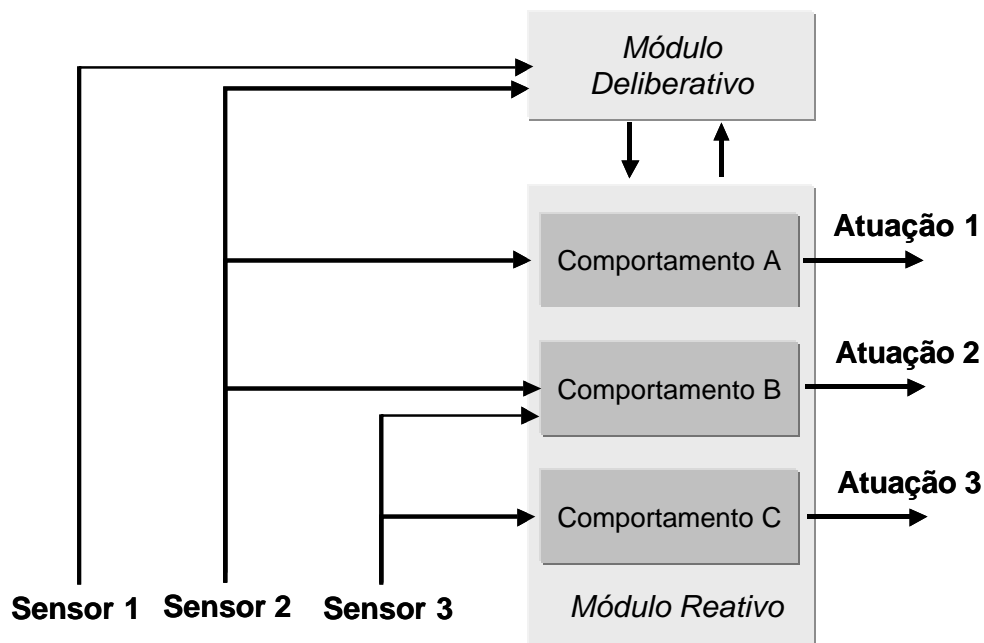 Módulo
Deliberativo
Atuação 1
Comportamento A
Atuação 2
Comportamento B
Atuação 3
Comportamento C
Sensor 1
Sensor 2
Sensor 3
Módulo Reativo